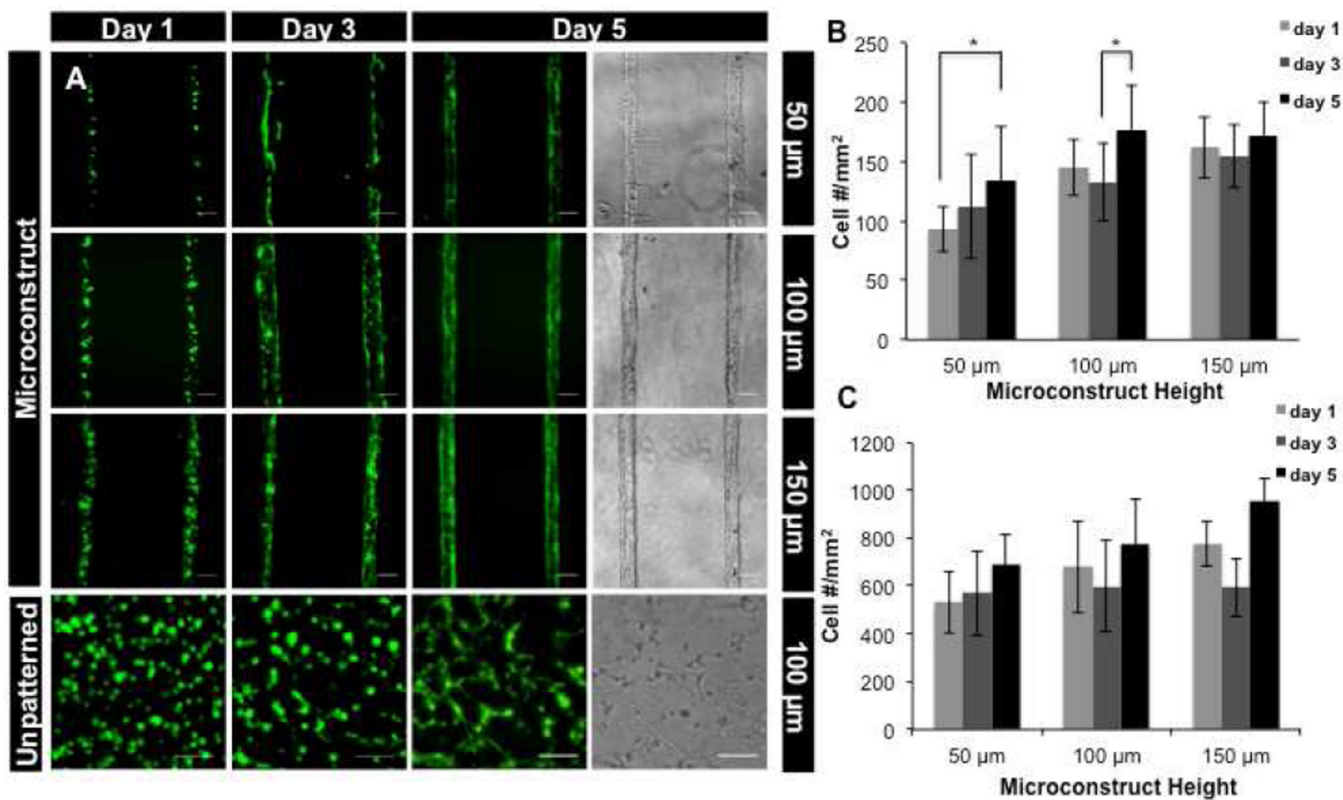 Day 1
Day 3
Day 5
A
Microconstruct
Unpatterned
50 µm
100 µm
150 µm
100 µm
B
day 1
day 3
day 5
*
*
250
200
150
100
50
0
Cell #/mm²
50 µm
100 µm
150 µm
Microconstruct Height
C
day 1
day 3
day 5
1200
1000
800
600
400
200
0
Cell #/mm²
50 µm
100 µm
150 µm
Microconstruct Height